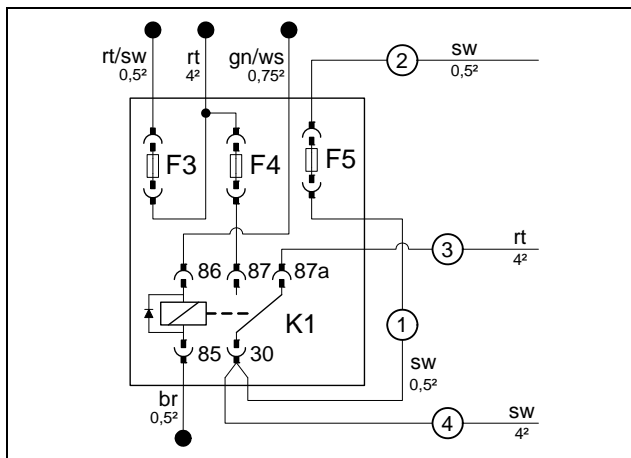 rt/sw
0,5²
rt
4²
gn/ws
0,75²
2
sw
0,5²
F3
F4
F5
3
rt
4²
86
87
87a
K1
1
85
30
sw
0,5²
br
0,5²
4
sw
4²